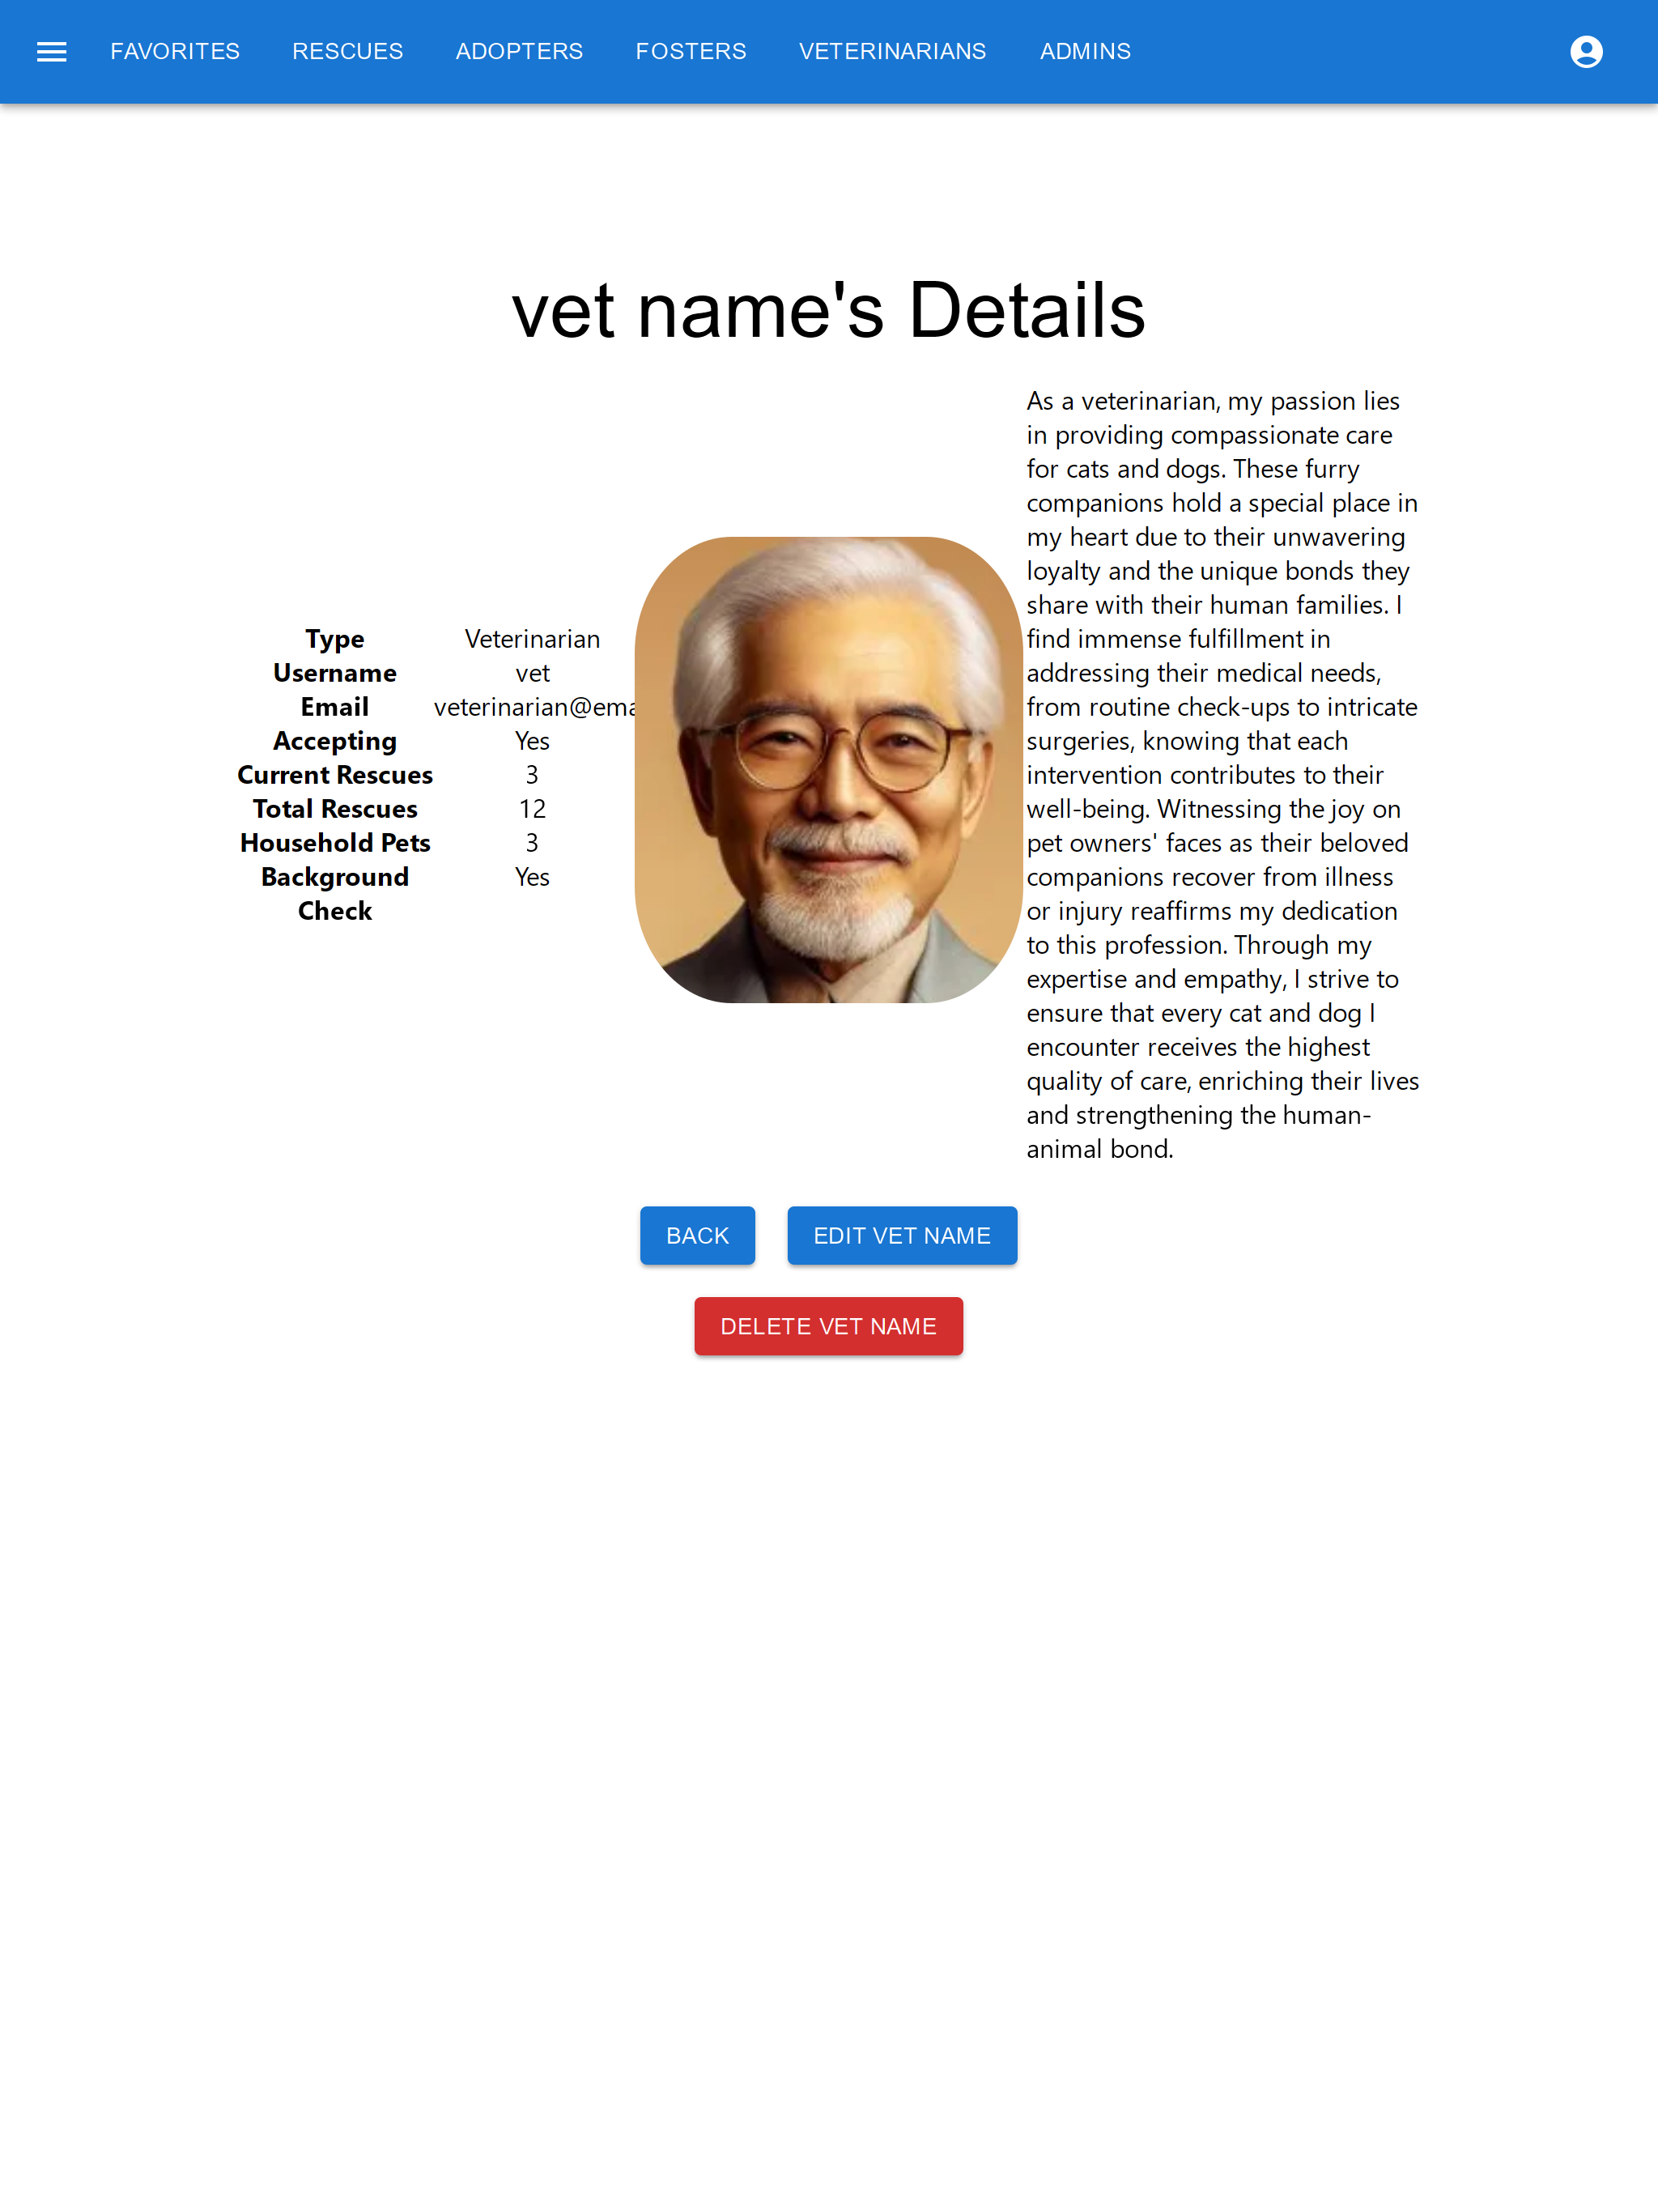 FAVORITES RESCUES ADOPTERS FOSTERS VETERINARIANS ADMINS
vet name's Details
Type Veterinarian
Username vet
Email veterinarian@ema
Accepting Yes
Current Rescues 3
Total Rescues 12
Household Pets 3
Background Yes
Check
As a veterinarian, my passion lies
in providing compassionate care
for cats and dogs. These furry
companions hold a special place in
my heart due to their unwavering
loyalty and the unique bonds they
share with their human families. I
find immense fulfillment in
addressing their medical needs,
from routine check-ups to intricate
surgeries, knowing that each
intervention contributes to their
well-being. Witnessing the joy on
pet owners' faces as their beloved
companions recover from illness
or injury reaffirms my dedication
to this profession. Through my
expertise and empathy, I strive to
ensure that every cat and dog I
encounter receives the highest
quality of care, enriching their lives
and strengthening the human-
animal bond.
BACK EDIT VET NAME
DELETE VET NAME